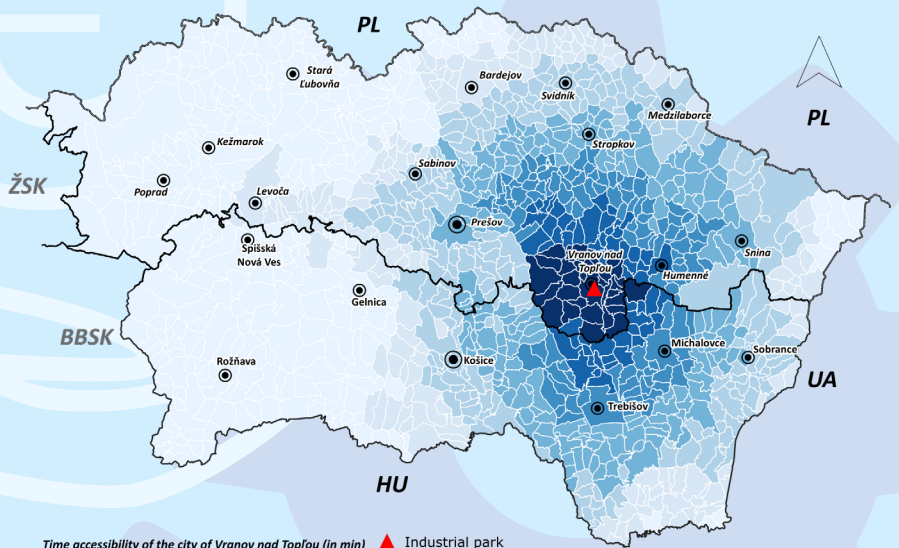 PL
Stará
Ľubovňa
Bardejov
Svidník
Medzilaborce
PL
Stropkov
Kežmarok
Sabinov
ŽSK
Poprad
Levoča
Prešov
Spišská
Nová Ves
Vranov nad
Topľou
Snina
Humenné
Gelnica
BBSK
Michalovce
Sobrance
Rožňava
Košice
UA
Trebišov
HU
Time accessibility of the city of Vranov nad Topľou (in min)
Industrial park